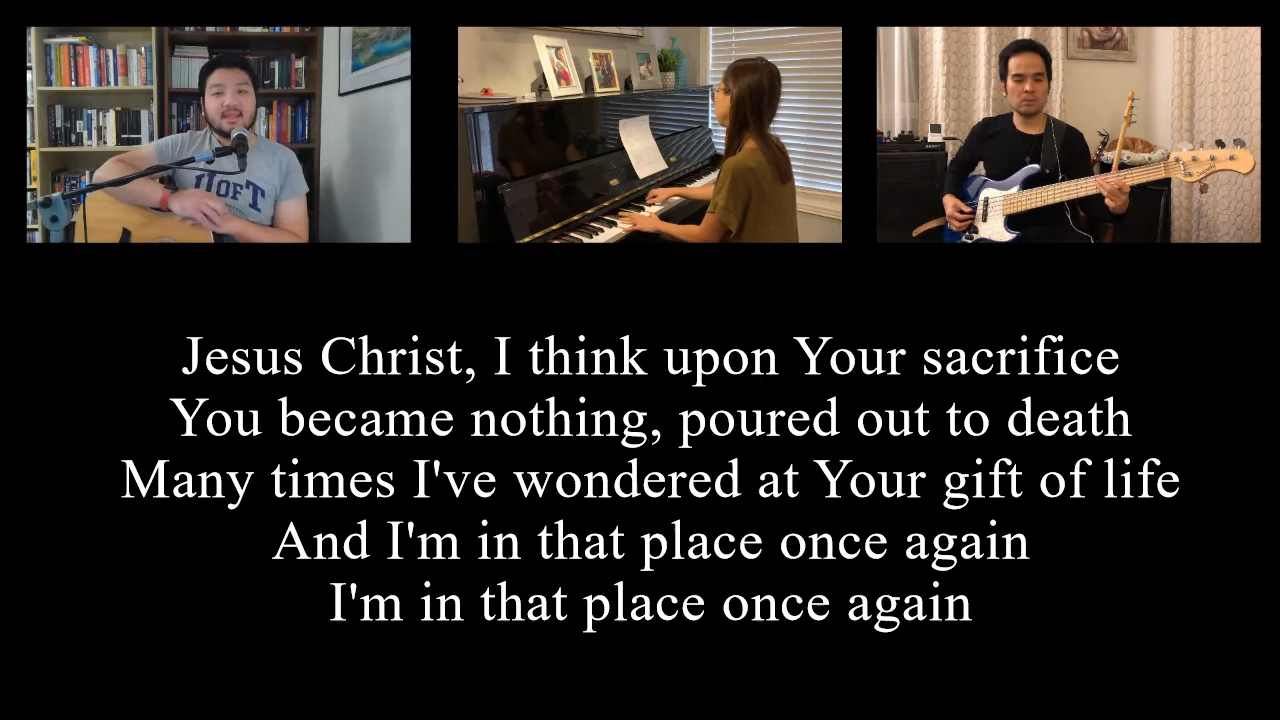 UOFT
Jesus Christ, I think upon Your sacrifice
You became nothing, poured out to death
Many times I've wondered at Your gift of life
And I'm in that place once again
I'm in that place once again